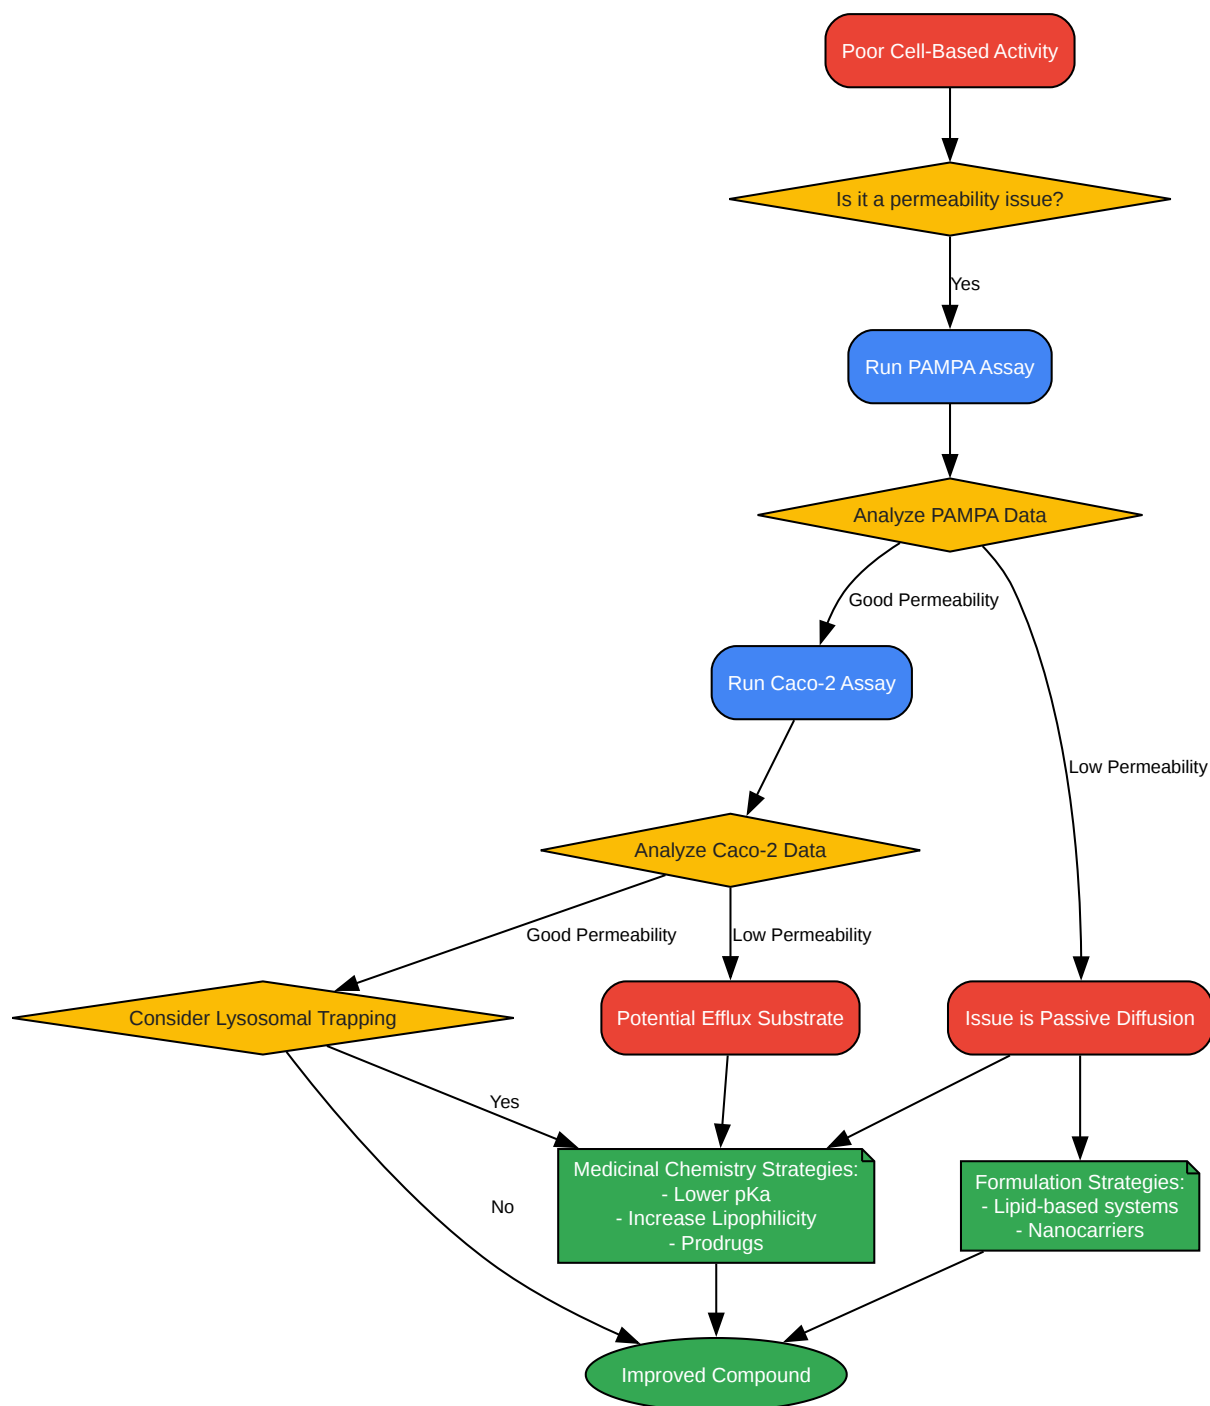 Poor Cell-Based Activity
Is it a permeability issue?
Yes
Run PAMPA Assay
Analyze PAMPA Data
Good Permeability
Run Caco-2 Assay
Low Permeability
Analyze Caco-2 Data
Good Permeability
Low Permeability
Consider Lysosomal Trapping
Potential Efflux Substrate
Issue is Passive Diffusion
Yes
Medicinal Chemistry Strategies:
- Lower pKa
- Increase Lipophilicity
- Prodrugs
Formulation Strategies:
- Lipid-based systems
- Nanocarriers
No
Improved Compound